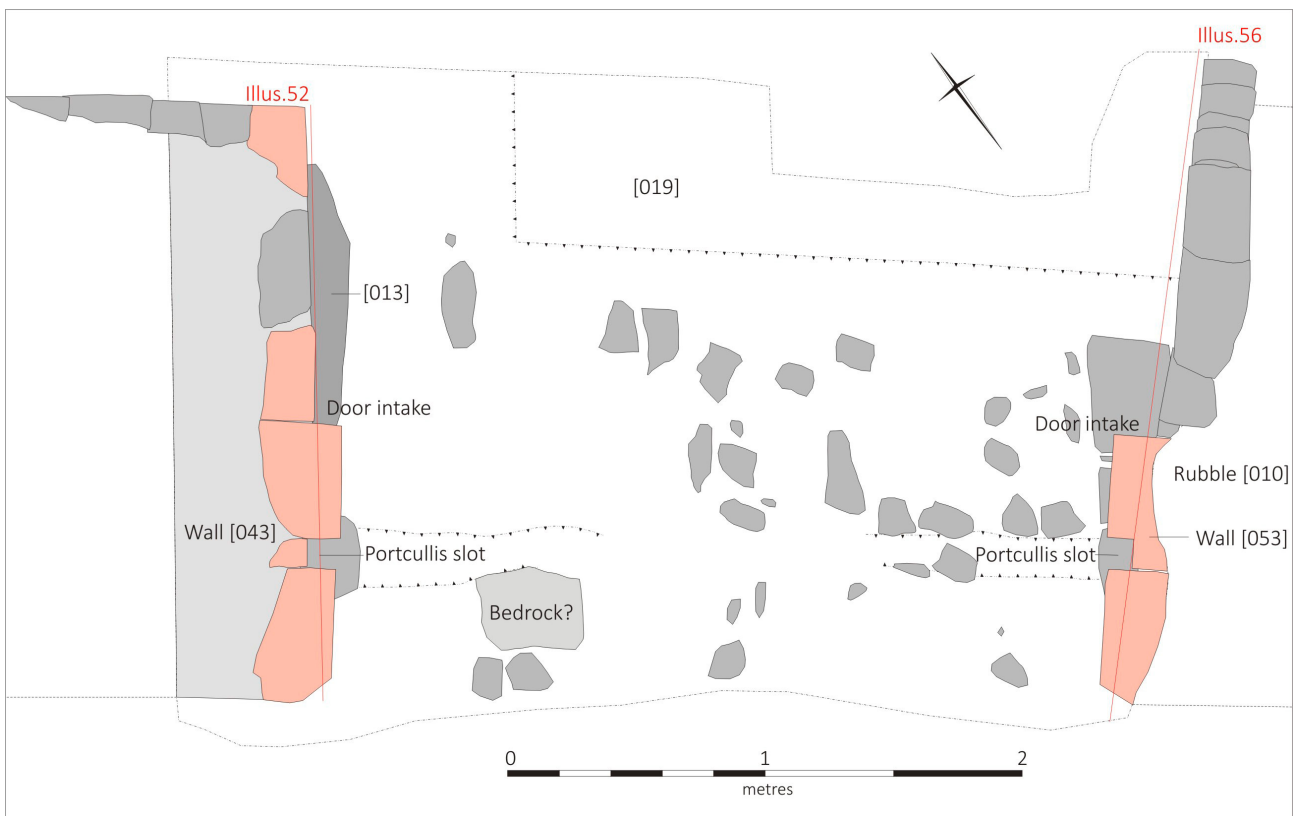 Illus.56
Illus.52
[019]
[013]
Door intake
Door intake
Rubble [010]
Wall [043]
Wall [053]
Portcullis slot
Portcullis slot
Bedrock?
0 1 2
metres